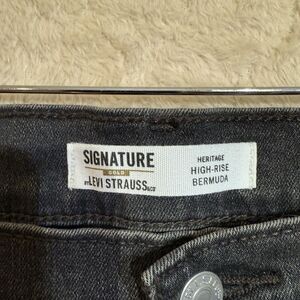 SIGNATURE
GOLD
BY LEVI STRAUSS &CO
HERITAGE
HIGH-RISE
BERMUDA